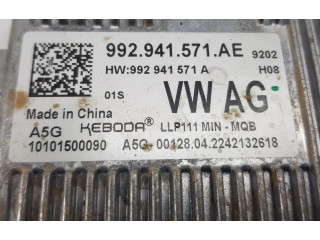 992.941.571.AE 9202
HW:992 941 571 A H08
01S VW AG
Made in China
A5G KEBODA® LLP111 MIN - MQB
10101500090 A5G-00128.04.2242132618